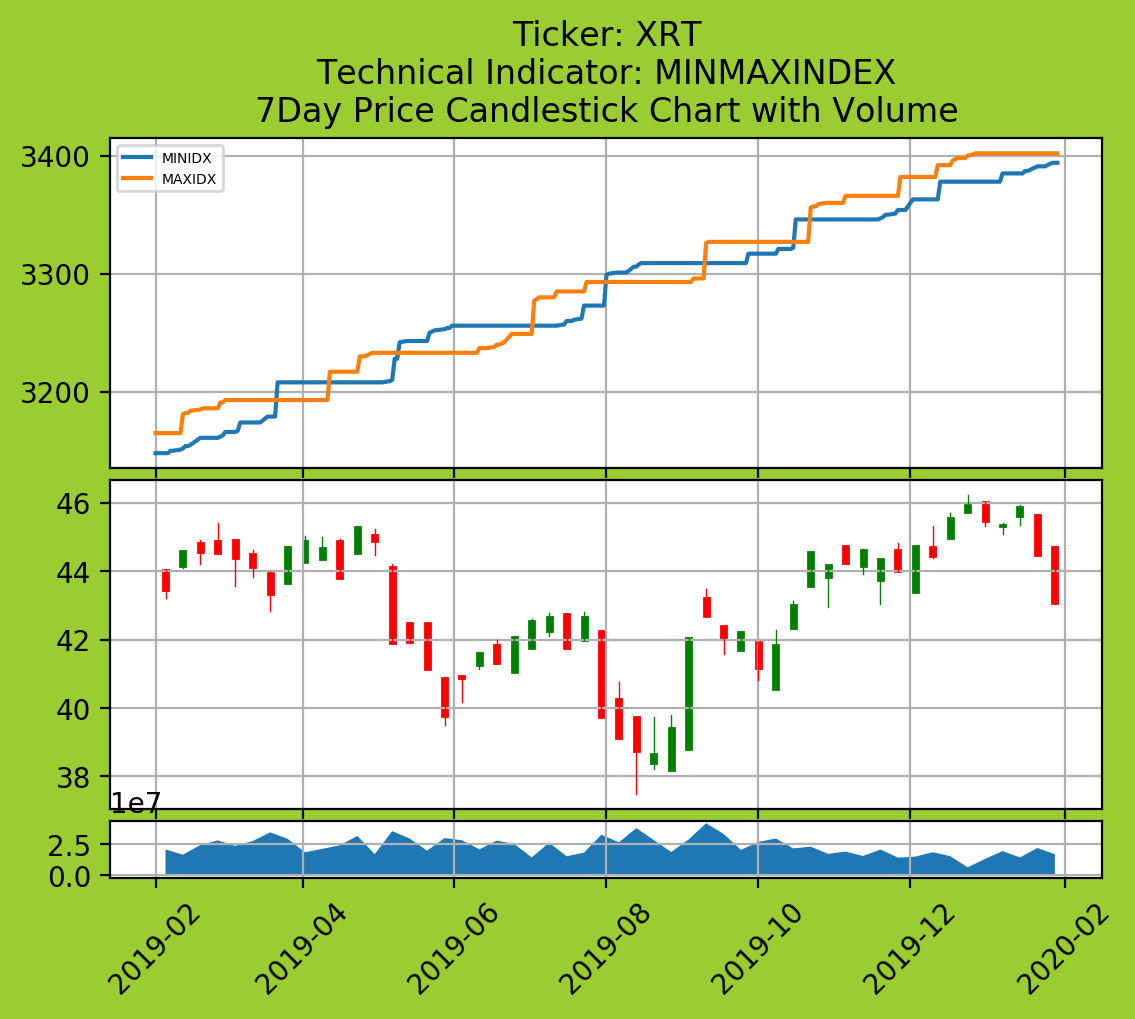 Ticker: XRT
Technical Indicator: MINMAXINDEX
7Day Price Candlestick Chart with Volume
MINIDX
MAXIDX
3400
3300
3200
46
44
42
40
38
1e7
2.5
0.0
2019-02
2019-04
2019-06
2019-08
2019-10
2019-12
2020-02